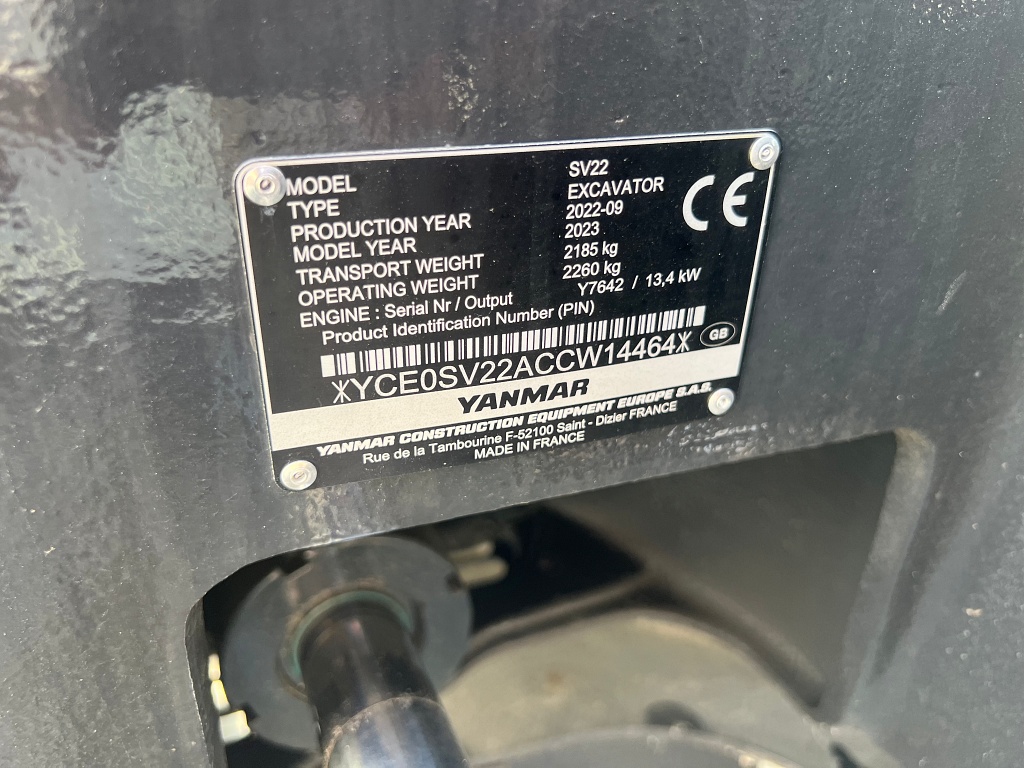 MODEL SV22
TYPE EXCAVATOR
PRODUCTION YEAR 2022-09
MODEL YEAR 2023
TRANSPORT WEIGHT 2185 kg
OPERATING WEIGHT 2260 kg
ENGINE : Serial Nr / Output Y7642 / 13,4 kW
Product Identification Number (PIN)
CE
GB
*YCE0SV22ACCW14464*
YANMAR
YANMAR CONSTRUCTION EQUIPMENT EUROPE S.A.S.
Rue de la Tambourine F-52100 Saint - Dizier FRANCE
MADE IN FRANCE